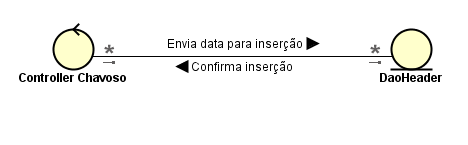 Envia data para inserção ▶
* *
◀ Confirma inserção
Controller Chavoso DaoHeader